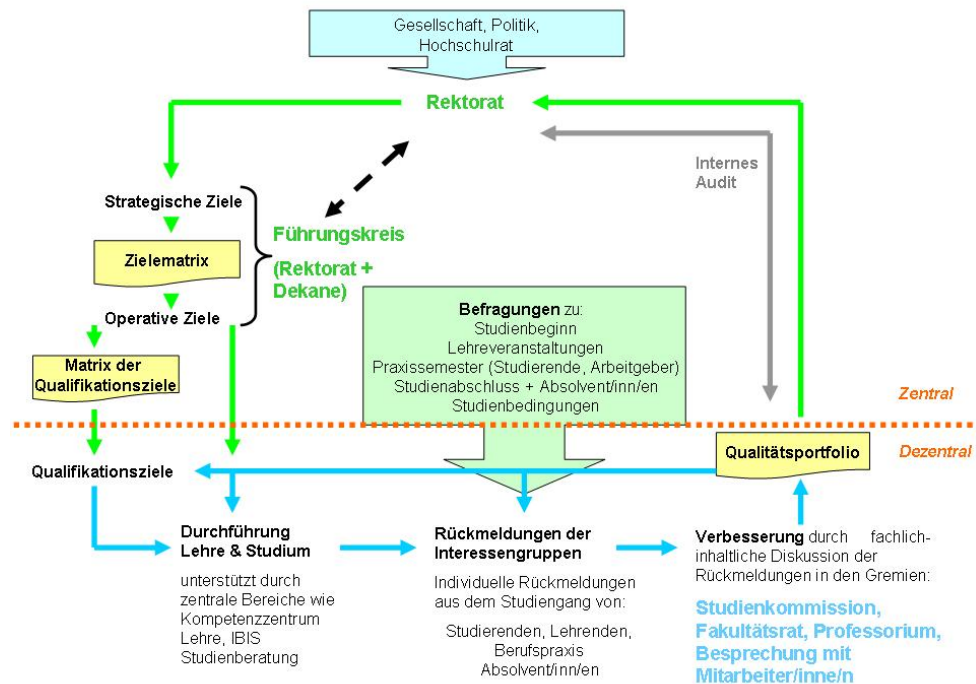 Gesellschaft, Politik,
Hochschulrat
Rektorat
Internes
Audit
Strategische Ziele
Zielematrix
Operative Ziele
Führungskreis
(Rektorat +
Dekane)
Matrix der
Qualifikationsziele
Befragungen zu:
Studienbeginn
Lehreveranstaltungen
Praxissemester (Studierende, Arbeitgeber)
Studienabschluss + Absolvent/inn/en
Studienbedingungen
Zentral
Dezentral
Qualifikationsziele
Qualitätsportfolio
Durchführung
Lehre & Studium
unterstützt durch
zentrale Bereiche wie
Kompetenzzentrum
Lehre, IBIS
Studienberatung
Rückmeldungen der
Interessengruppen
Individuelle Rückmeldungen
aus dem Studiengang von:
Studierenden, Lehrenden,
Berufspraxis
Absolvent/inn/en
Verbesserung durch fachlich-
inhaltliche Diskussion der
Rückmeldungen in den Gremien:
Studienkommission,
Fakultätsrat, Professorium,
Besprechung mit
Mitarbeiter/inne/n